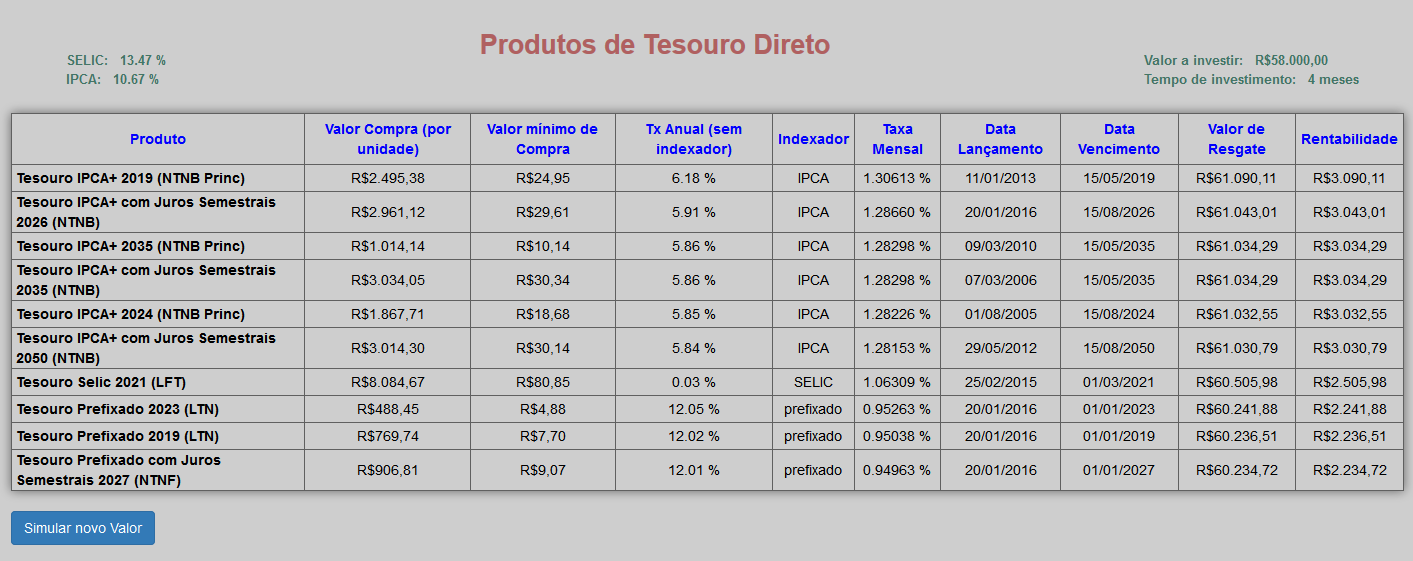 Produtos de Tesouro Direto
SELIC: 13.47 %
IPCA: 10.67 %
Valor a investir: R$58.000,00
Tempo de investimento: 4 meses
Produto Valor Compra (por unidade) Valor mínimo de Compra Tx Anual (sem indexador) Indexador Taxa Mensal Data Lançamento Data Vencimento Valor de Resgate Rentabilidade
Tesouro IPCA+ 2019 (NTNB Princ) R$2.495,38 R$24,95 6.18 % IPCA 1.30613 % 11/01/2013 15/05/2019 R$61.090,11 R$3.090,11
Tesouro IPCA+ com Juros Semestrais 2026 (NTNB) R$2.961,12 R$29,61 5.91 % IPCA 1.28660 % 20/01/2016 15/08/2026 R$61.043,01 R$3.043,01
Tesouro IPCA+ 2035 (NTNB Princ) R$1.014,14 R$10,14 5.86 % IPCA 1.28298 % 09/03/2010 15/05/2035 R$61.034,29 R$3.034,29
Tesouro IPCA+ com Juros Semestrais 2035 (NTNB) R$3.034,05 R$30,34 5.86 % IPCA 1.28298 % 07/03/2006 15/05/2035 R$61.034,29 R$3.034,29
Tesouro IPCA+ 2024 (NTNB Princ) R$1.867,71 R$18,68 5.85 % IPCA 1.28226 % 01/08/2005 15/08/2024 R$61.032,55 R$3.032,55
Tesouro IPCA+ com Juros Semestrais 2050 (NTNB) R$3.014,30 R$30,14 5.84 % IPCA 1.28153 % 29/05/2012 15/08/2050 R$61.030,79 R$3.030,79
Tesouro Selic 2021 (LFT) R$8.084,67 R$80,85 0.03 % SELIC 1.06309 % 25/02/2015 01/03/2021 R$60.505,98 R$2.505,98
Tesouro Prefixado 2023 (LTN) R$488,45 R$4,88 12.05 % prefixado 0.95263 % 20/01/2016 01/01/2023 R$60.241,88 R$2.241,88
Tesouro Prefixado 2019 (LTN) R$769,74 R$7,70 12.02 % prefixado 0.95038 % 20/01/2016 01/01/2019 R$60.236,51 R$2.236,51
Tesouro Prefixado com Juros Semestrais 2027 (NTNF) R$906,81 R$9,07 12.01 % prefixado 0.94963 % 20/01/2016 01/01/2027 R$60.234,72 R$2.234,72
Simular novo Valor